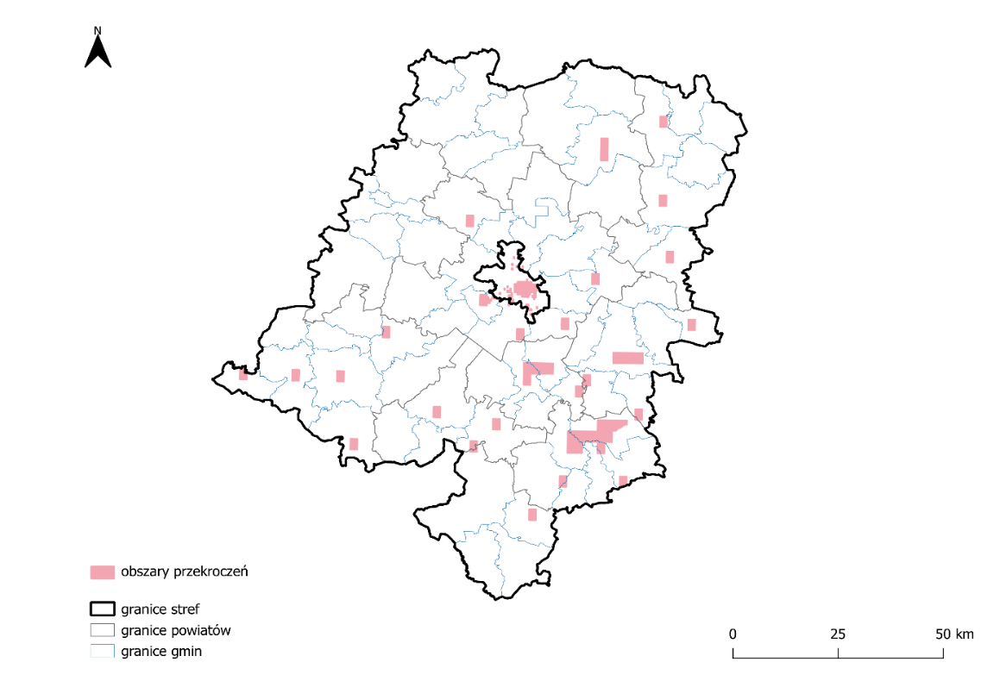 N
obszary przekroczeń
granice stref
granice powiatów
granice gmin
0 25 50 km